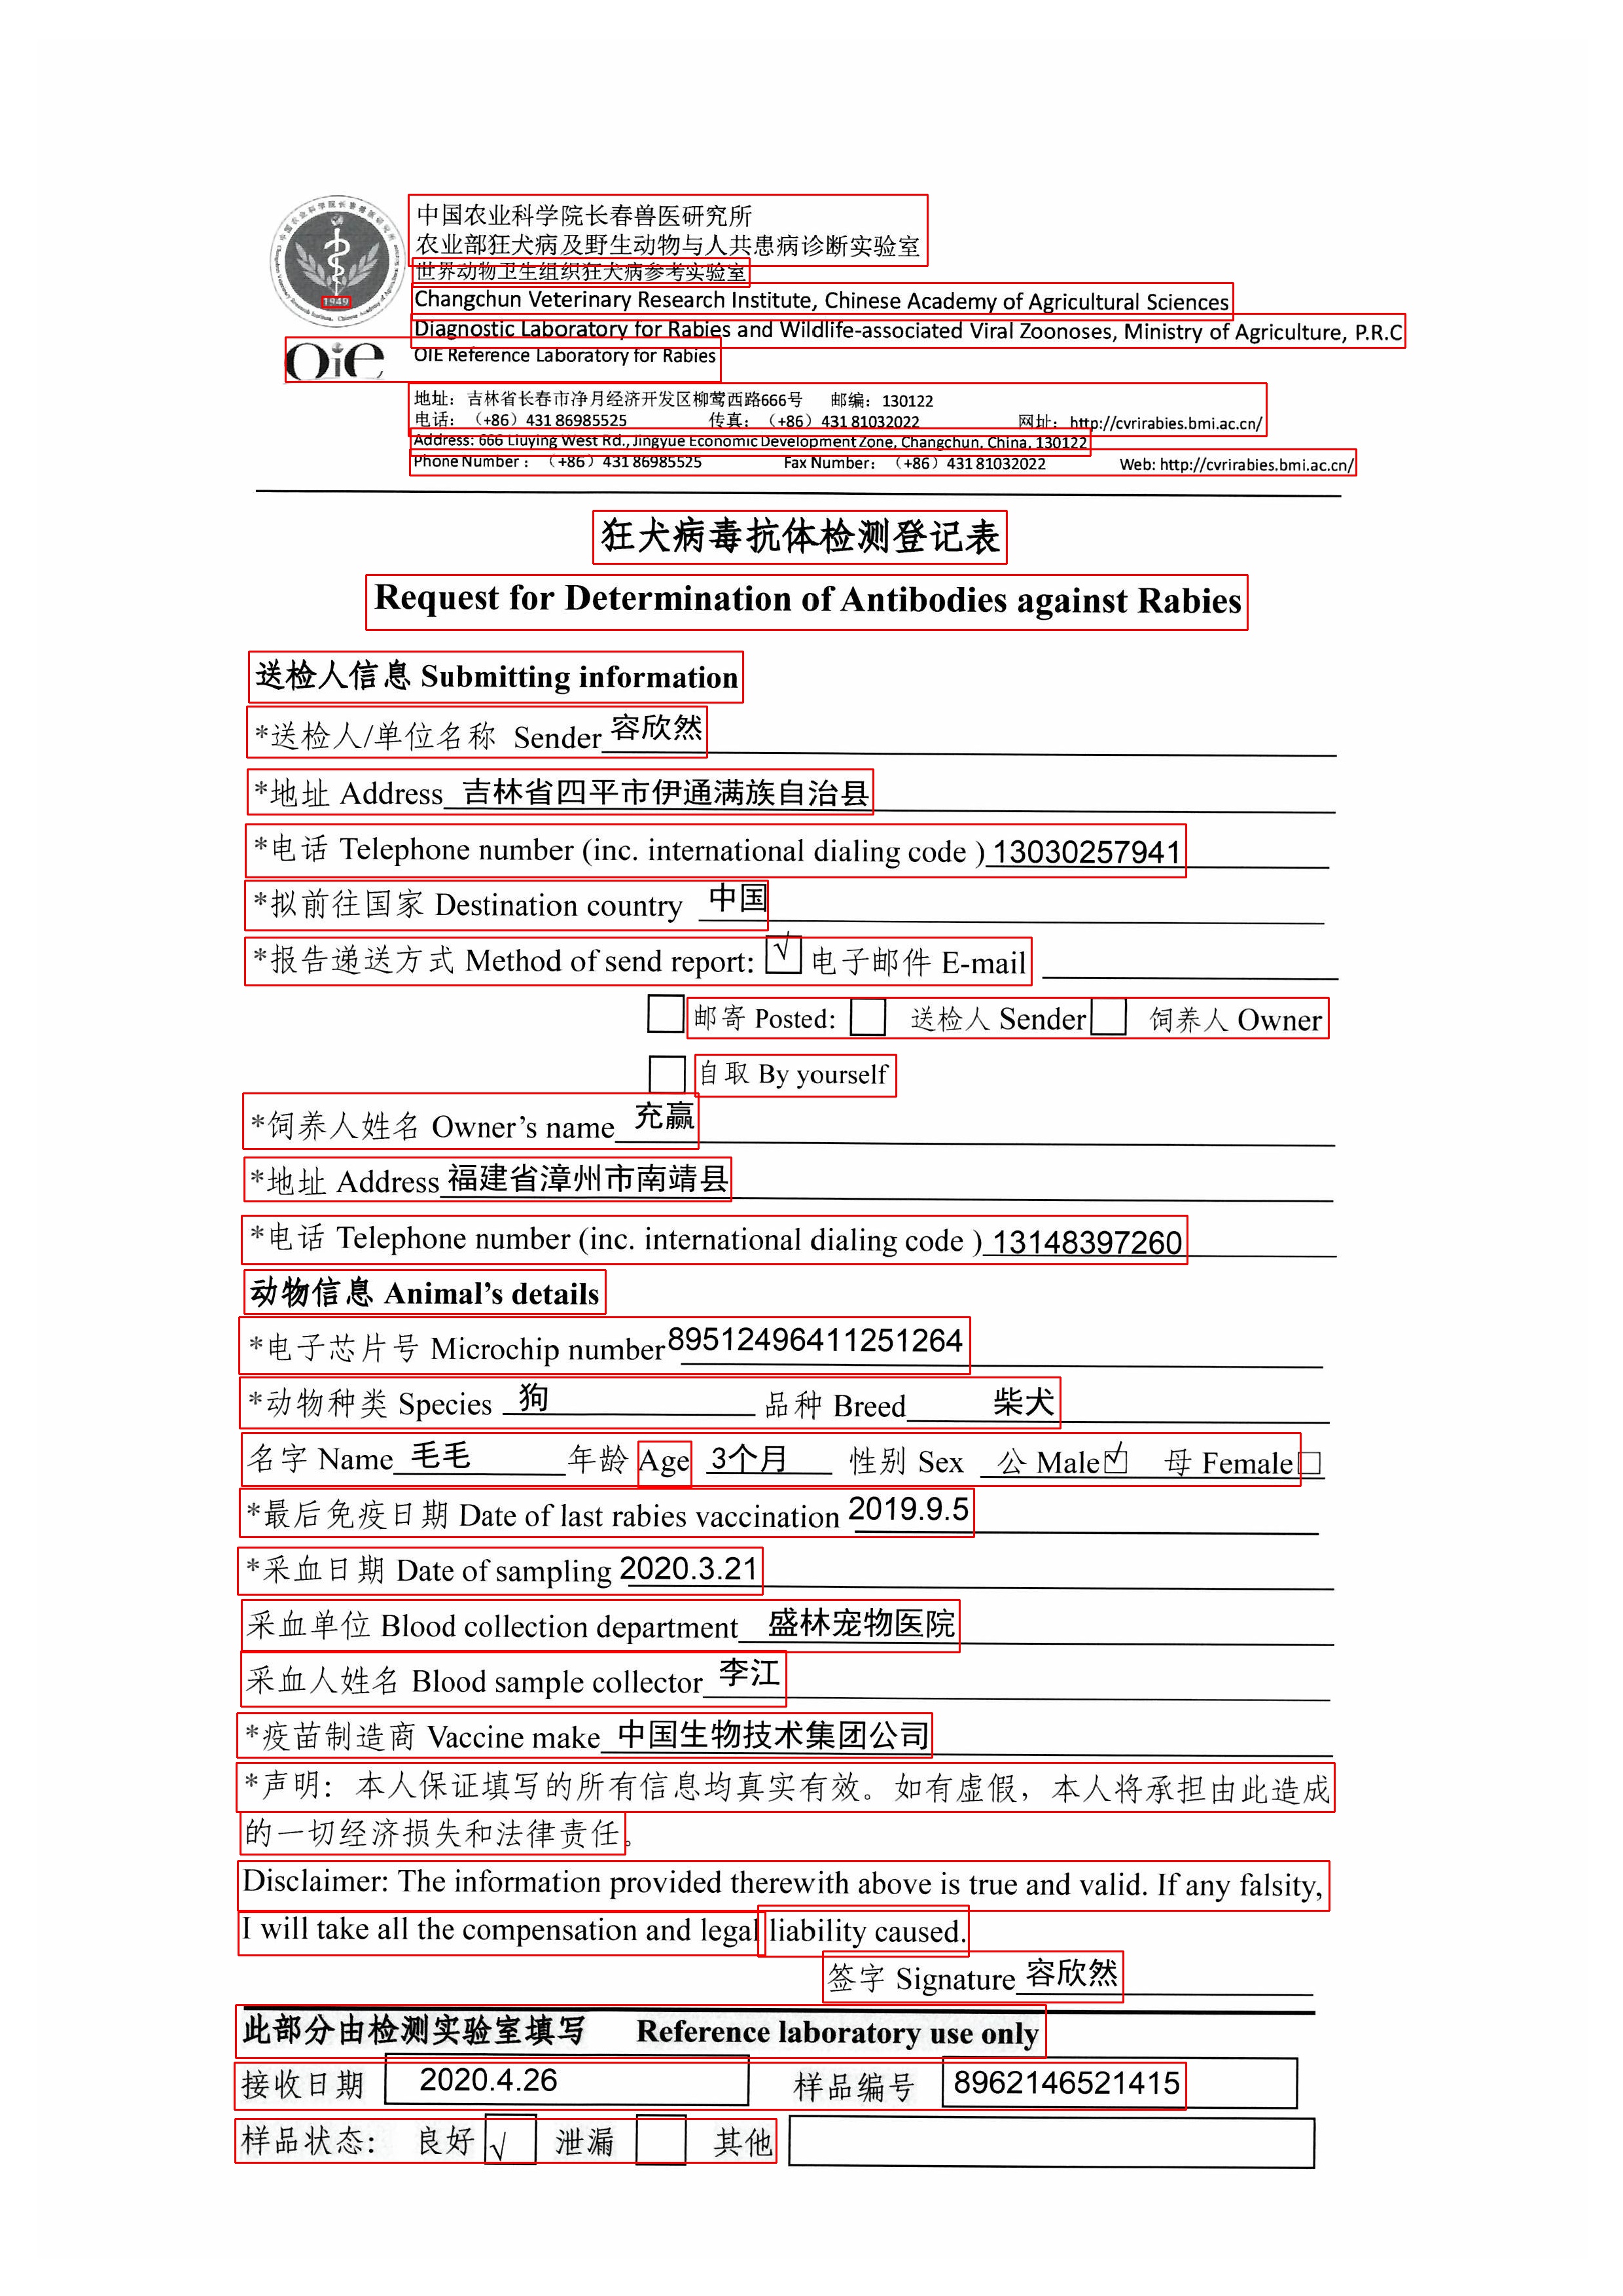 中国农业科学院长春兽医研究所
农业部狂犬病及野生动物与人共患病诊断实验室
世界动物卫生组织狂犬病参考实验室
1949
Changchun Veterinary Research Institute, Chinese Academy of Agricultural Sciences
Diagnostic Laboratory for Rabies and Wildlife-associated Viral Zoonoses, Ministry of Agriculture, P.R.C
Oie OIE Reference Laboratory for Rabies
地址：吉林省长春市净月经济开发区柳莺西路666号 邮编：130122
电话：（+86）431 86985525 传真：（+86）431 81032022 网址：http://cvrirabies.bmi.ac.cn/
Address: 666 Liuying West Rd., Jingyue Economic Development Zone, Changchun, China, 130122
Phone Number：（+86）431 86985525 Fax Number：（+86）431 81032022 Web: http://cvrirabies.bmi.ac.cn/
狂犬病毒抗体检测登记表
Request for Determination of Antibodies against Rabies
送检人信息 Submitting information
*送检人/单位名称 Sender 容欣然
*地址 Address 吉林省四平市伊通满族自治县
*电话 Telephone number (inc. international dialing code ) 13030257941
*拟前往国家 Destination country 中国
*报告递送方式 Method of send report: √ 电子邮件 E-mail
邮寄 Posted: 送检人 Sender 饲养人 Owner
自取 By yourself
*饲养人姓名 Owner’s name 充赢
*地址 Address 福建省漳州市南靖县
*电话 Telephone number (inc. international dialing code ) 13148397260
动物信息 Animal’s details
*电子芯片号 Microchip number 89512496411251264
*动物种类 Species 狗 品种 Breed 柴犬
名字 Name 毛毛 年龄 Age 3个月 性别 Sex 公 Male √ 母 Female
*最后免疫日期 Date of last rabies vaccination 2019.9.5
*采血日期 Date of sampling 2020.3.21
采血单位 Blood collection department 盛林宠物医院
采血人姓名 Blood sample collector 李江
*疫苗制造商 Vaccine make 中国生物技术集团公司
*声明：本人保证填写的所有信息均真实有效。如有虚假，本人将承担由此造成
的一切经济损失和法律责任。
Disclaimer: The information provided therewith above is true and valid. If any falsity,
I will take all the compensation and legal liability caused.
签字 Signature 容欣然
此部分由检测实验室填写 Reference laboratory use only
接收日期 2020.4.26 样品编号 8962146521415
样品状态： 良好 √ 泄漏 其他